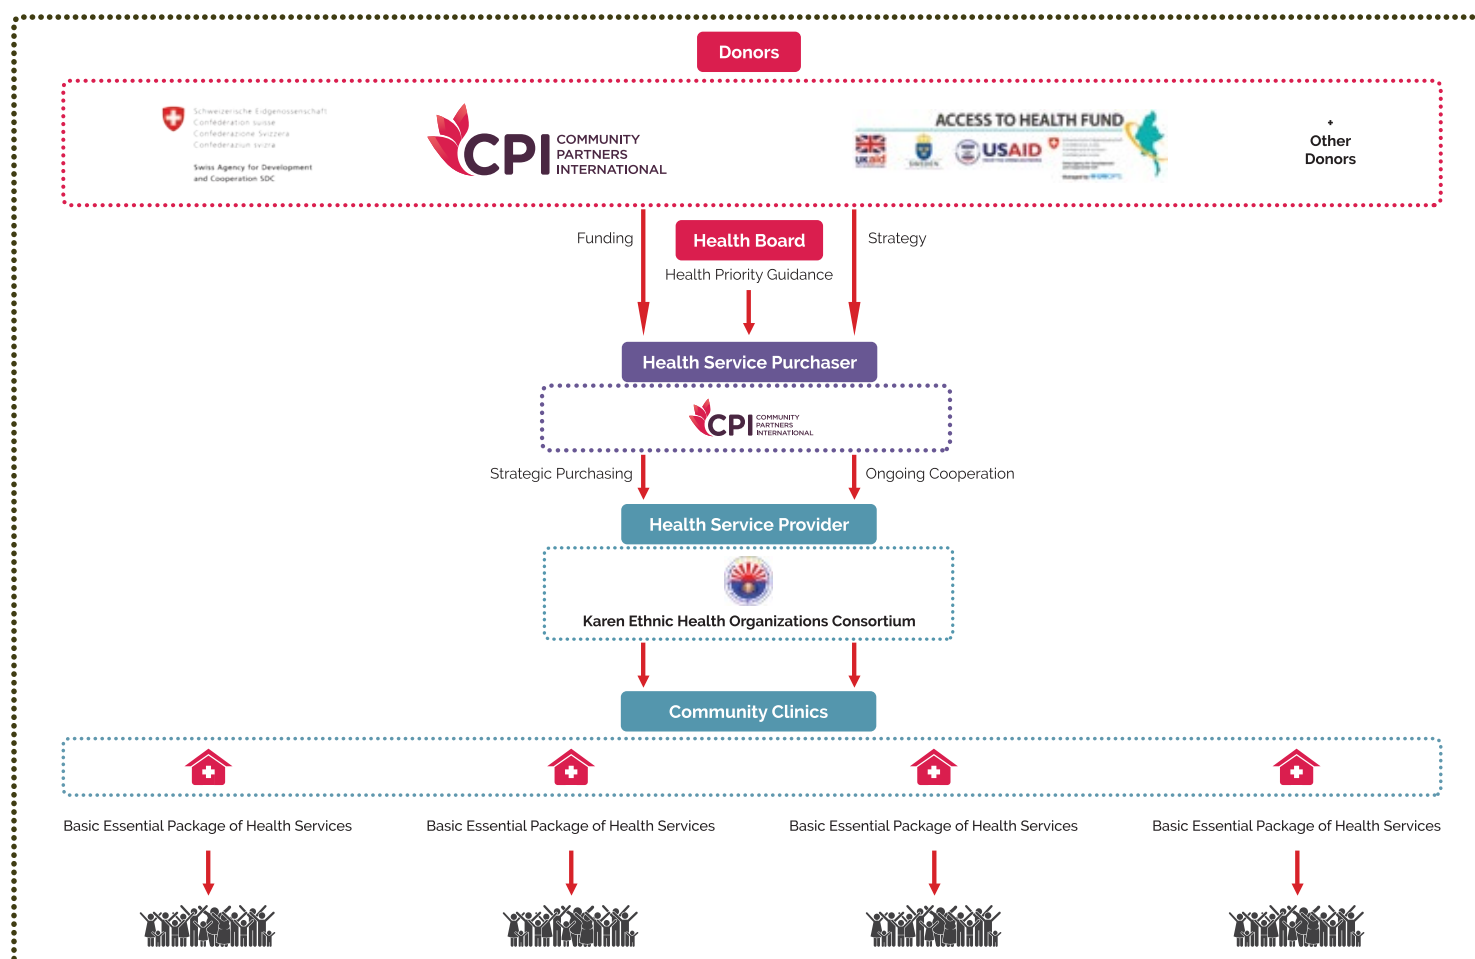 Donors
Schweizerische Eidgenossenschaft
Confédération suisse
Confederazione Svizzera
Confederaziun svizra
Swiss Agency for Development
and Cooperation SDC
CPI
COMMUNITY
PARTNERS
INTERNATIONAL
ACCESS TO HEALTH FUND
UKaid
SWEDEN
USAID
+
Other
Donors
Funding
Health Board
Strategy
Health Priority Guidance
Health Service Purchaser
CPI
COMMUNITY
PARTNERS
INTERNATIONAL
Strategic Purchasing
Ongoing Cooperation
Health Service Provider
Karen Ethnic Health Organizations Consortium
Community Clinics
Basic Essential Package of Health Services
Basic Essential Package of Health Services
Basic Essential Package of Health Services
Basic Essential Package of Health Services